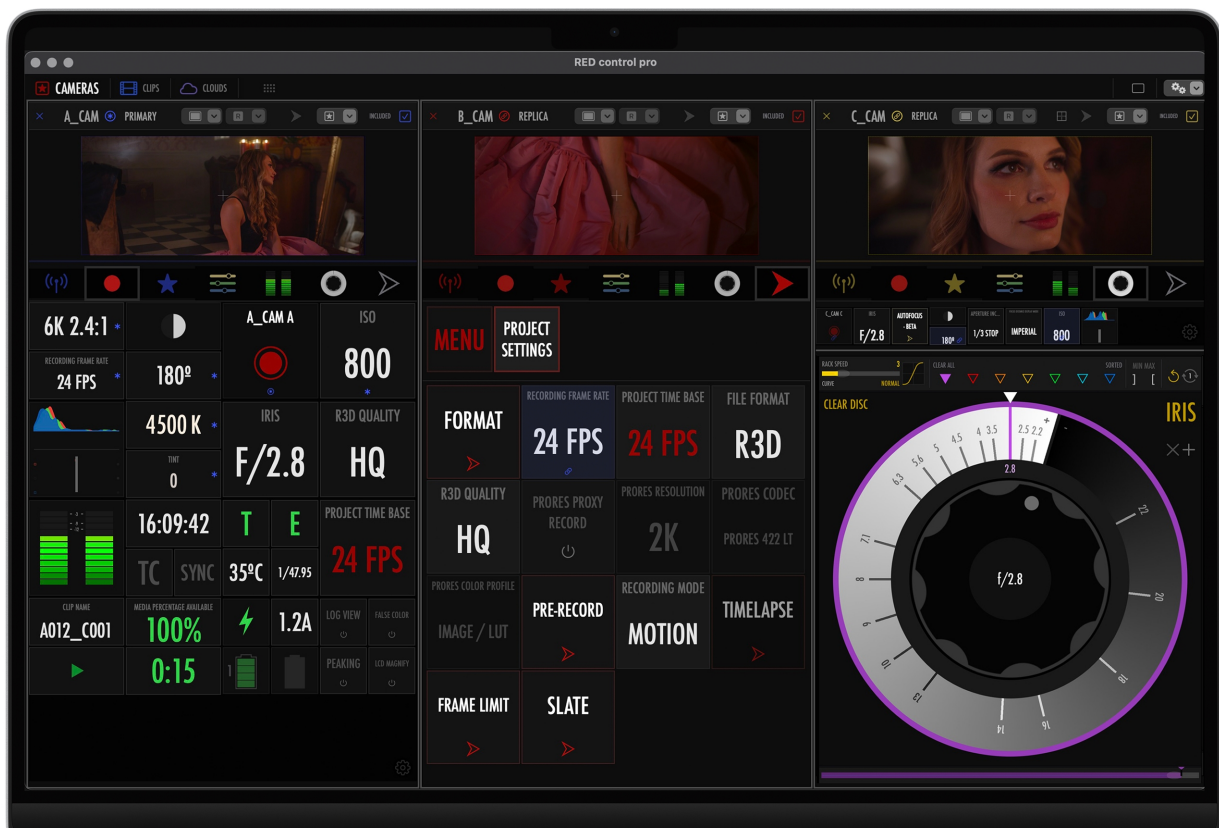 RED control pro
CAMERAS
CLIPS
CLOUDS
A_CAM
PRIMARY
R
INCLUDED
6K 2.4:1 *
RECORDING FRAME RATE
24 FPS *
180º *
A_CAM A
ISO
800
*
4500 K *
TINT
0 *
IRIS
F/2.8
R3D QUALITY
HQ
16:09:42
T
E
PROJECT TIME BASE
24 FPS
TC
SYNC
35ºC
1/47.95
CLIP NAME
A012_C001
MEDIA PERCENTAGE AVAILABLE
100%
1.2A
LOG VIEW
FALSE COLOR
0:15
1
PEAKING
LCD MAGNIFY
B_CAM
REPLICA
R
INCLUDED
MENU
PROJECT
SETTINGS
FORMAT
RECORDING FRAME RATE
24 FPS
PROJECT TIME BASE
24 FPS
FILE FORMAT
R3D
R3D QUALITY
HQ
PRORES PROXY
RECORD
PRORES RESOLUTION
2K
PRORES CODEC
PRORES 422 LT
PRORES COLOR PROFILE
IMAGE / LUT
PRE-RECORD
RECORDING MODE
MOTION
TIMELAPSE
FRAME LIMIT
SLATE
C_CAM
REPLICA
R
INCLUDED
C_CAM C
IRIS
F/2.8
AUTOFOCUS
- BETA
180º
APERTURE INC...
1/3 STOP
IMPERIAL
ISO
800
RACK SPEED
3
CURVE
NORMAL
CLEAR ALL
SORTED
MIN MAX
] [
1
CLEAR DISC
IRIS
+
-
2.2
2.5
2.8
3.5
4
4.5
5
5.6
6.3
7.1
8
9
10
13
14
16
18
20
22
f/2.8